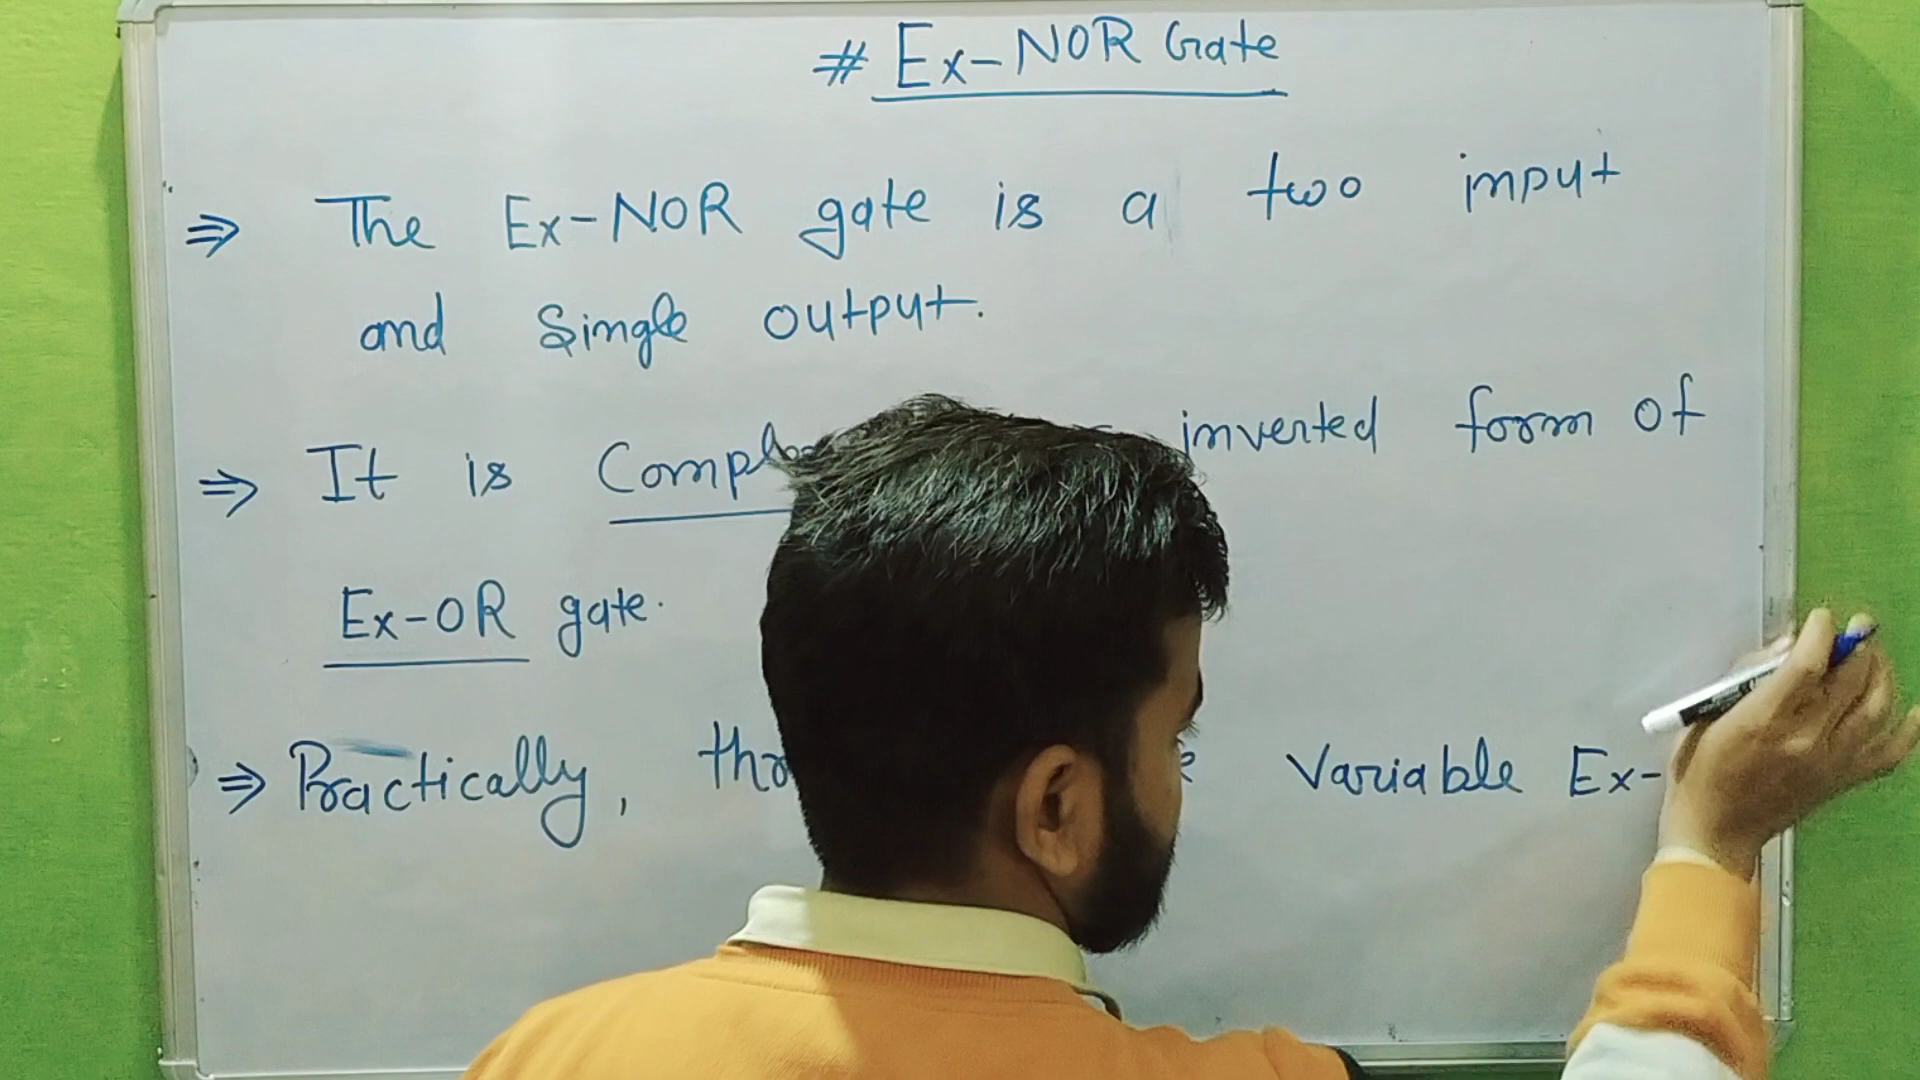 # Ex-NOR Gate
⇒ The Ex-NOR gate is a two input
and Single output.
⇒ It is inverted form of
Ex-OR gate.
⇒ Practically, Variable Ex-